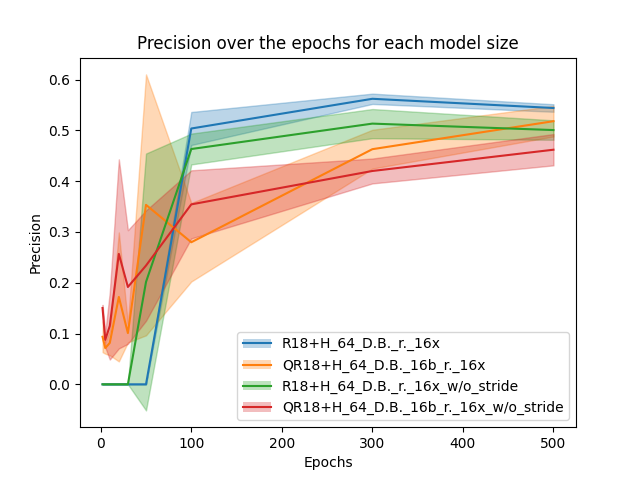 Precision over the epochs for each model size
0.6
0.5
0.4
0.3
0.2
0.1
0.0
Precision
R18+H_64_D.B._r._16x
QR18+H_64_D.B._16b_r._16x
R18+H_64_D.B._r._16x_w/o_stride
QR18+H_64_D.B._16b_r._16x_w/o_stride
0 100 200 300 400 500
Epochs